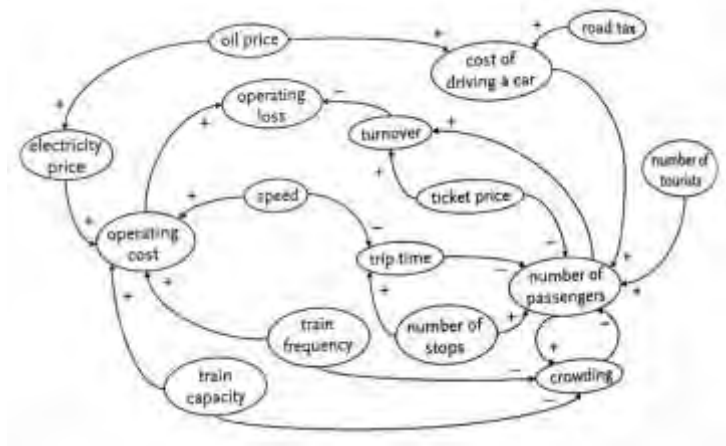 oil price
road tax
cost of
driving a car
operating
loss
turnover
electricity
price
number of
tourists
speed
ticket price
operating
cost
trip time
number of
passengers
train
frequency
number of
stops
train
capacity
crowding
+
+
+
+
-
+
+
+
+
+
-
-
-
+
+
+
+
+
+
+
-
-
-